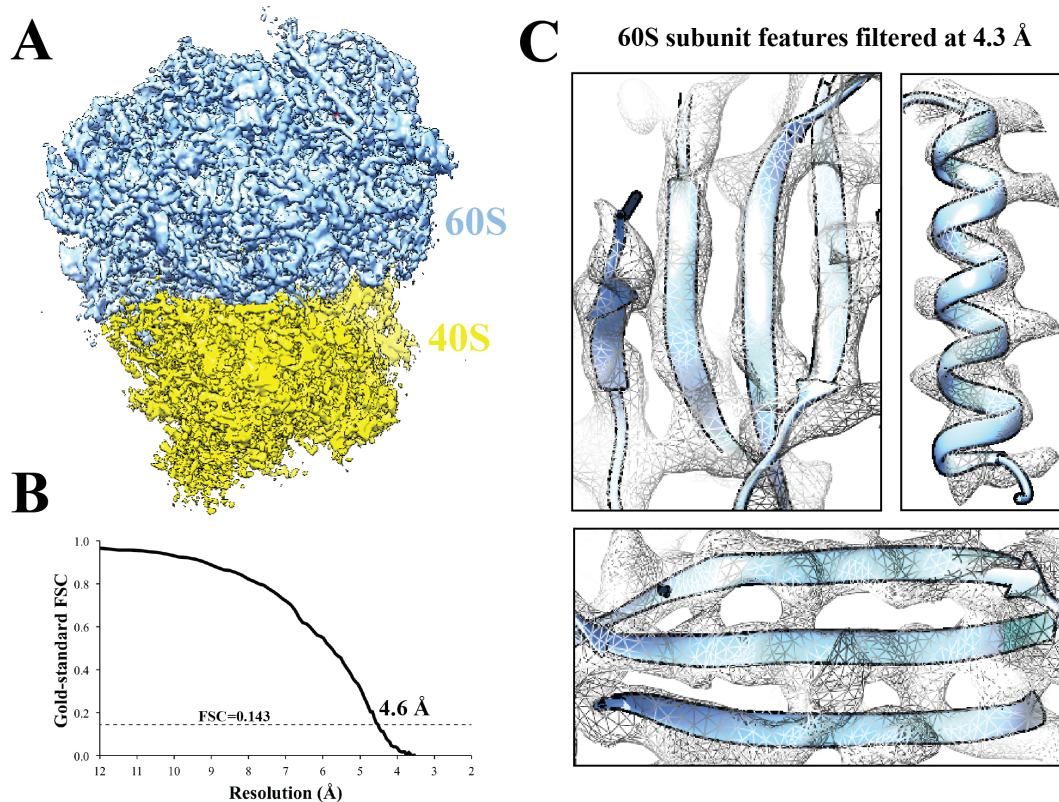 A
60S
40S
B
Gold-standard FSC
1.0
0.8
0.6
0.4
0.2
0.0
FSC=0.143
4.6 Å
12 11 10 9 8 7 6 5 4 3 2
Resolution (Å)
C
60S subunit features filtered at 4.3 Å